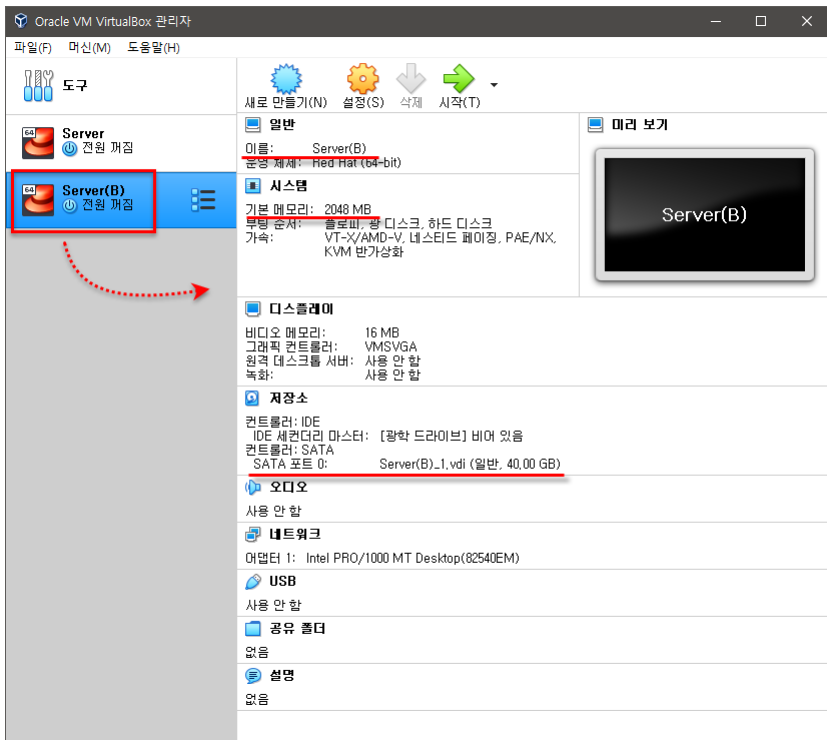 Oracle VM VirtualBox 관리자
파일(F) 머신(M) 도움말(H)
도구
새로 만들기(N) 설정(S) 삭제 시작(T)
64 Server
전원 꺼짐
64 Server(B)
전원 꺼짐
일반
이름: Server(B)
운영 체제: Red Hat (64-bit)
시스템
기본 메모리: 2048 MB
부팅 순서: 플로피, 광 디스크, 하드 디스크
가속: VT-X/AMD-V, 네스티드 페이징, PAE/NX,
KVM 반가상화
미리 보기
Server(B)
디스플레이
비디오 메모리: 16 MB
그래픽 컨트롤러: VMSVGA
원격 데스크톱 서버: 사용 안 함
녹화: 사용 안 함
저장소
컨트롤러: IDE
IDE 세컨더리 마스터: [광학 드라이브] 비어 있음
컨트롤러: SATA
SATA 포트 0: Server(B)_1.vdi (일반, 40.00 GB)
오디오
사용 안 함
네트워크
어댑터 1: Intel PRO/1000 MT Desktop(82540EM)
USB
사용 안 함
공유 폴더
없음
설명
없음